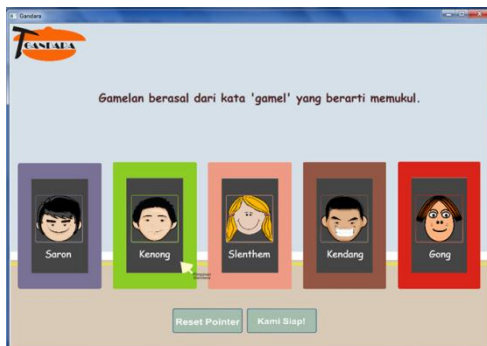 Gandara
GANDARA
Gamelan berasal dari kata 'gamel' yang berarti memukul.
Saron
Kenong
Slenthem
Kendang
Gong
Reset Pointer
Kami Siap!